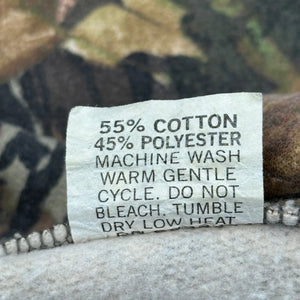 55% COTTON
45% POLYESTER
MACHINE WASH
WARM GENTLE
CYCLE. DO NOT
BLEACH. TUMBLE
DRY LOW HEAT